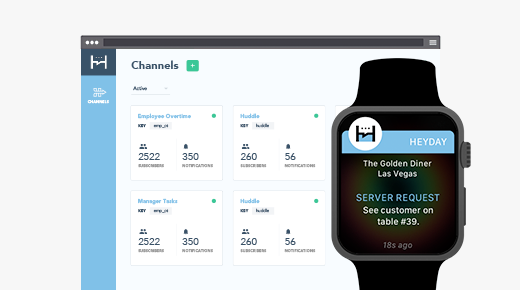 Channels
+
CHANNELS
Active
Employee Overtime
KEY emp_ot
2522 350
SUBSCRIBERS NOTIFICATIONS
Huddle
KEY huddle
260 56
SUBSCRIBERS NOTIFICATIONS
Manager Tasks
KEY emp_ot
2522 350
SUBSCRIBERS NOTIFICATIONS
Huddle
KEY huddle
260 56
SUBSCRIBERS NOTIFICATIONS
HEYDAY
The Golden Diner
Las Vegas
SERVER REQUEST
See customer on
table #39.
18s ago